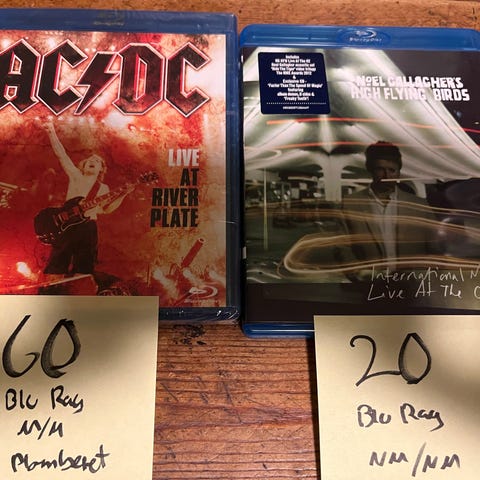 AC/DC
LIVE
AT
RIVER
PLATE
NOEL GALLAGHER'S
HIGH FLYING BIRDS
International N
Live At The O
60
Blu Ray
M/M
Plomberet
20
Blu Ray
NM/NM